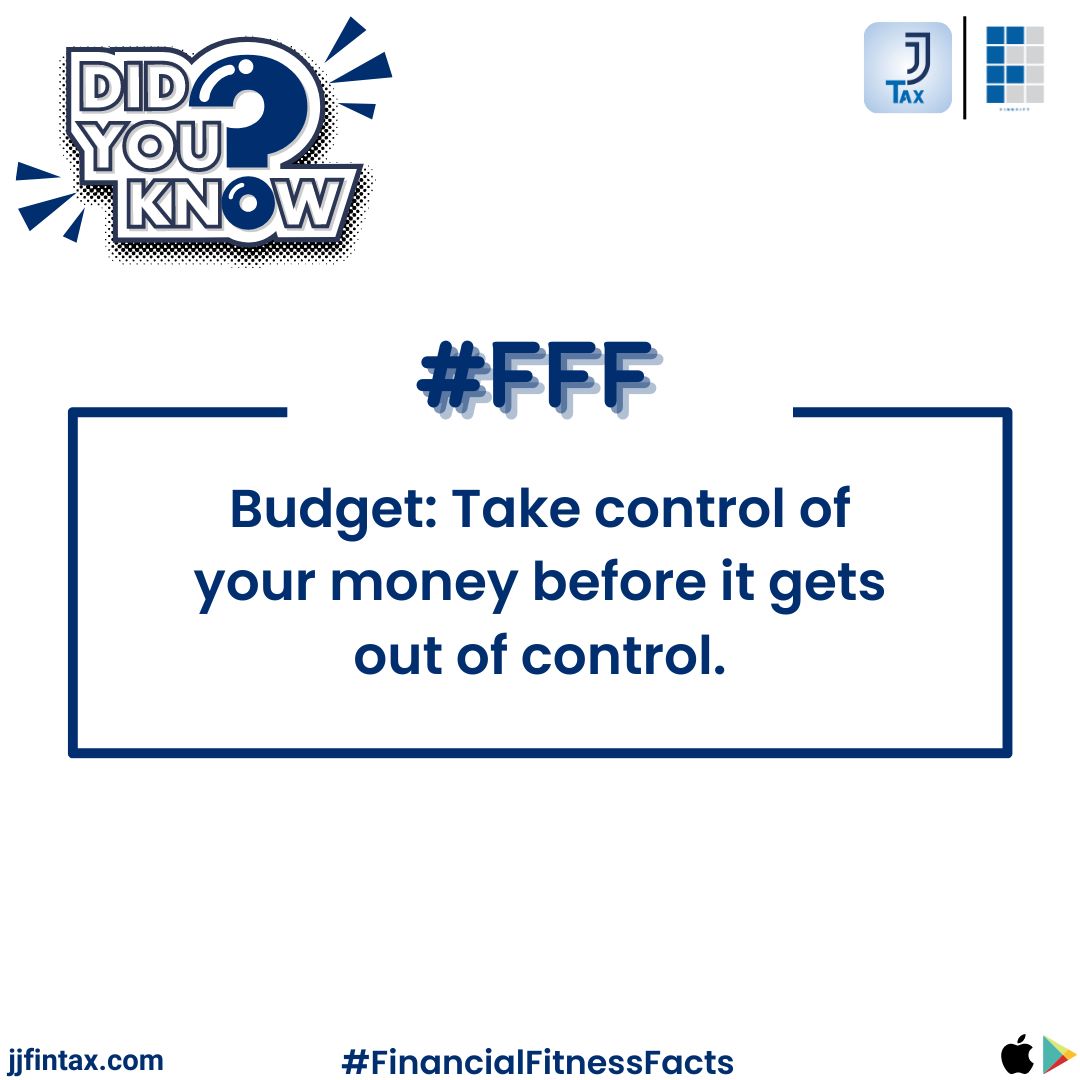 DID
YOU
KNOW
?
JJ
TAX
#FFF
Budget: Take control of
your money before it gets
out of control.
jjfintax.com
#FinancialFitnessFacts